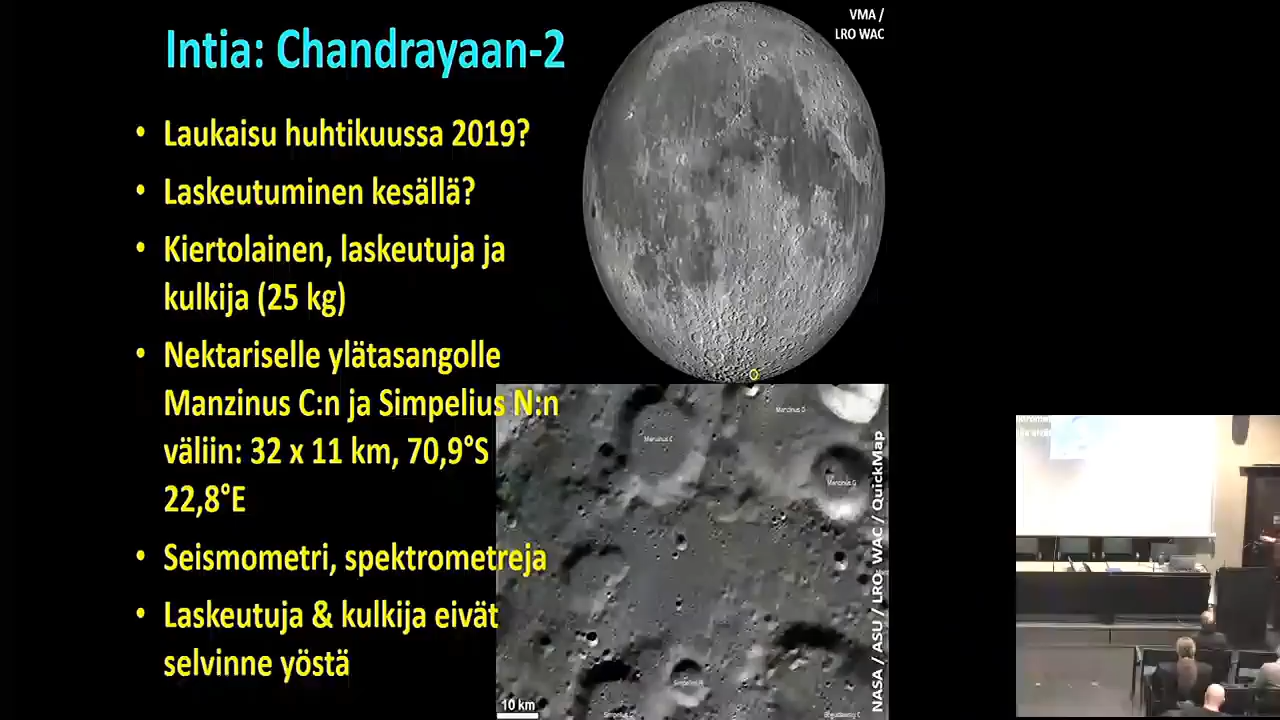 Intia: Chandrayaan-2
VMA /
LRO WAC
• Laukaisu huhtikuussa 2019?
• Laskeutuminen kesällä?
• Kiertolainen, laskeutuja ja
kulkija (25 kg)
• Nektariselle ylätasangolle
Manzinus C:n ja Simpelius N:n
väliin: 32 x 11 km, 70,9°S
22,8°E
• Seismometri, spektrometreja
• Laskeutuja & kulkija eivät
selvinne yöstä
Manzinus D
Manzinus C
Manzinus G
Simpelius N
10 km
NASA / ASU / LRO WAC / QuickMap